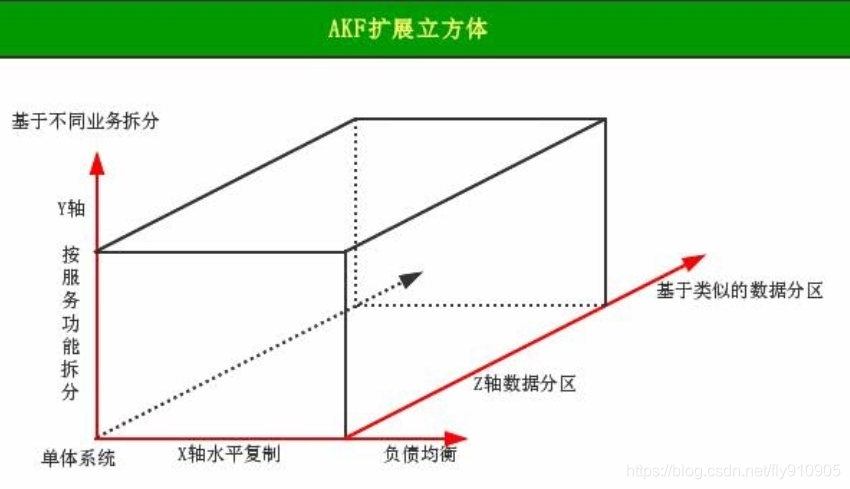 AKF扩展立方体
基于不同业务拆分
Y轴
按服务功能拆分
基于类似的数据分区
Z轴数据分区
单体系统
X轴水平复制
负债均衡
https://blog.csdn.net/fly910905